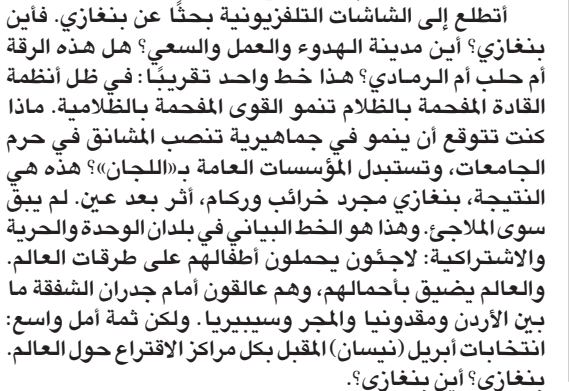 أتطلع إلى الشاشات التلفزيونية بحثًا عن بنغازي. فأين
بنغازي؟ أين مدينة الهدوء والعمل والسعي؟ هل هذه الرقة
أم حلب أم الرمادي؟ هذا خط واحد تقريبًا: في ظل أنظمة
القادة المفحمة بالظلام تنمو القوى المفحمة بالظلامية. ماذا
كنت تتوقع أن ينمو في جماهيرية تنصب المشانق في حرم
الجامعات، وتستبدل المؤسسات العامة بـ«اللجان»؟ هذه هي
النتيجة، بنغازي مجرد خرائب وركام، أثر بعد عين. لم يبق
سوى الملاجئ. وهذا هو الخط البياني في بلدان الوحدة والحرية
والاشتراكية: لاجئون يحملون أطفالهم على طرقات العالم.
والعالم يضيق بأحمالهم، وهم عالقون أمام جدران الشفقة ما
بين الأردن ومقدونيا والمجر وسيبيريا. ولكن ثمة أمل واسع:
انتخابات أبريل (نيسان) المقبل بكل مراكز الاقتراع حول العالم.
بنغازي؟ أين بنغازي؟.